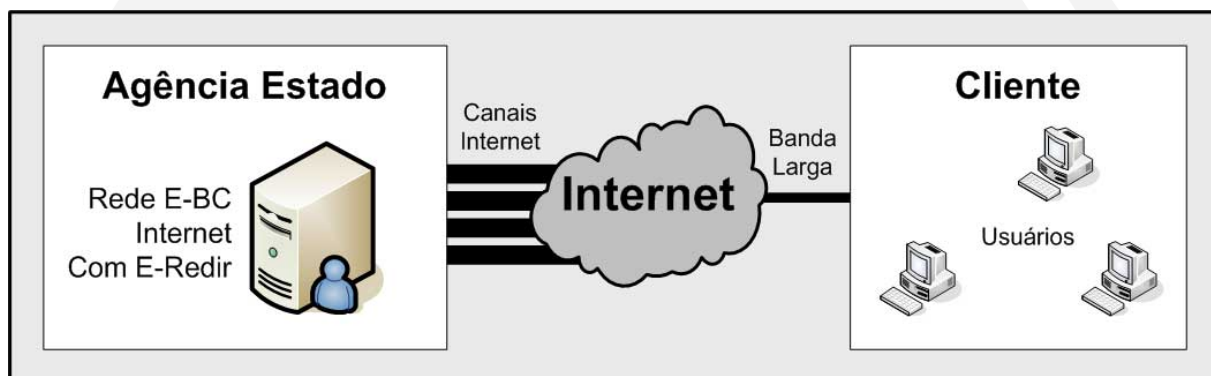 Agência Estado
Rede E-BC
Internet
Com E-Redir
Canais
Internet
Internet
Banda
Larga
Cliente
Usuários